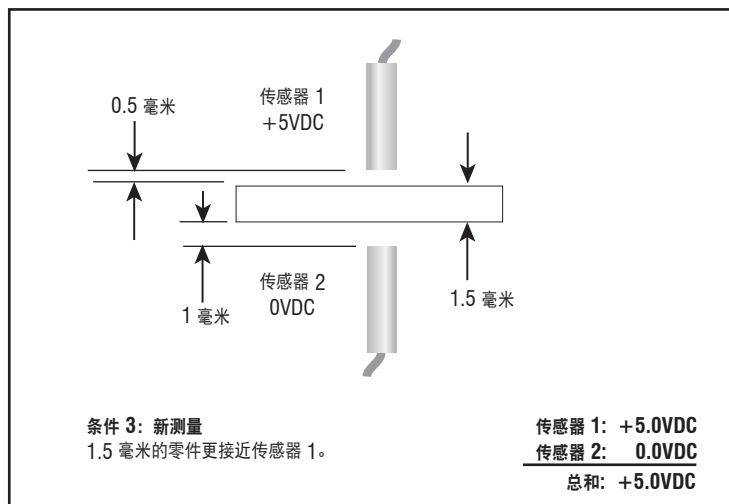 0.5 毫米
传感器 1
+5VDC
传感器 2
0VDC
1 毫米
1.5 毫米
条件 3：新测量
1.5 毫米的零件更接近传感器 1。
传感器 1: +5.0VDC
传感器 2: 0.0VDC
总和: +5.0VDC